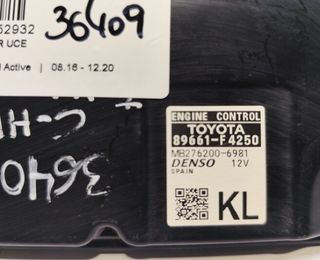 52932
36409
R UCE
Active | 08.16 - 12.20
C-H
3640
ENGINE CONTROL
TOYOTA
89661-F4250
MB276200-6981
DENSO 12V
SPAIN
KL